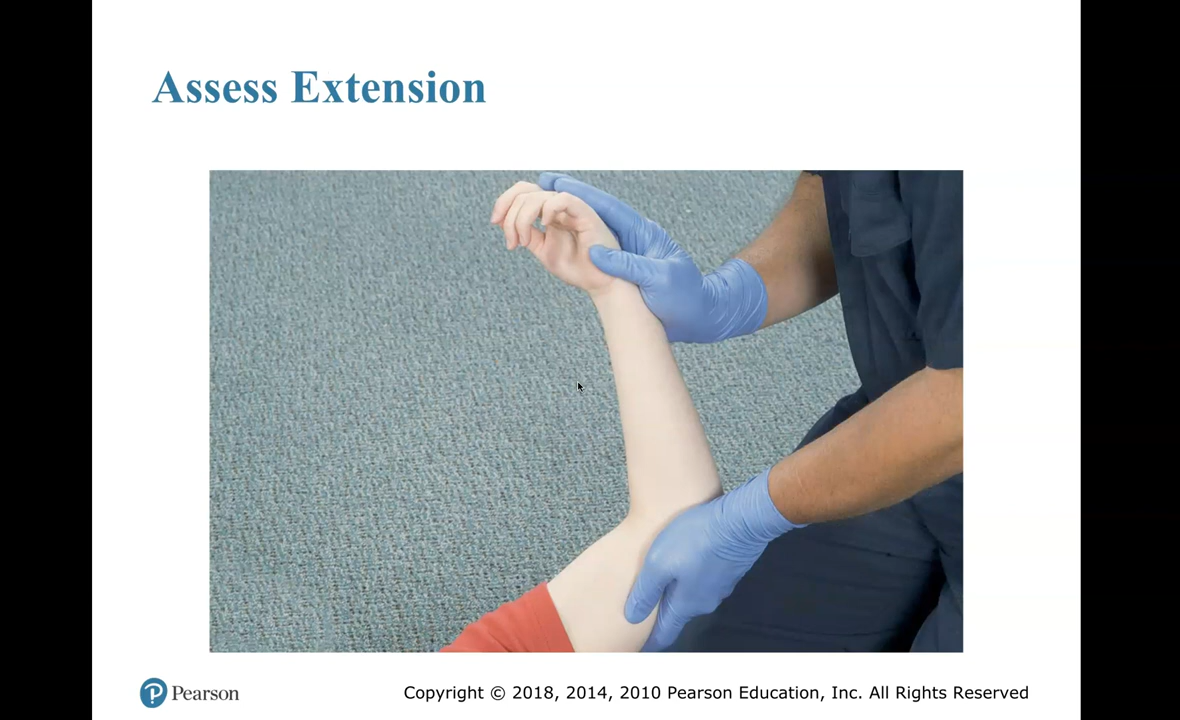 Assess Extension
Pearson
Copyright © 2018, 2014, 2010 Pearson Education, Inc. All Rights Reserved